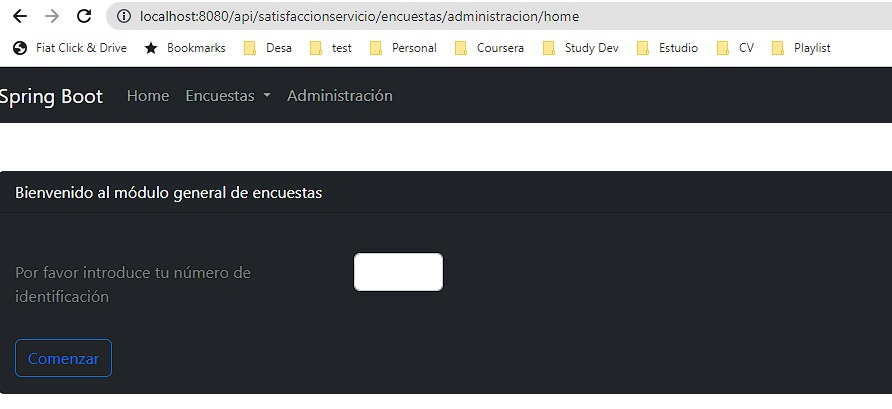 localhost:8080/api/satisfaccionservicio/encuestas/administracion/home
Fiat Click & Drive Bookmarks Desa test Personal Coursera Study Dev Estudio CV Playlist
Spring Boot Home Encuestas Administración
Bienvenido al módulo general de encuestas
Por favor introduce tu número de
identificación
Comenzar